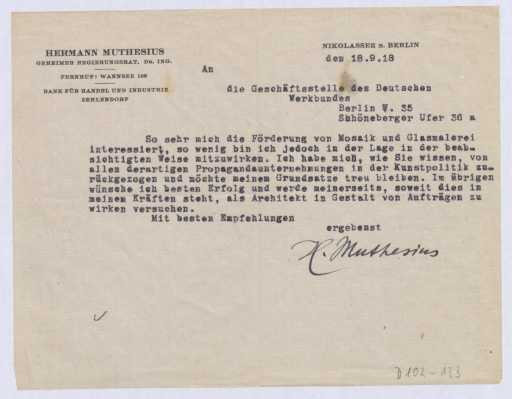 HERMANN MUTHESIUS
GEHEIMER REGIERUNGSRAT. DR. ING.
FERNRUF: WANNSEE 108
BANK FÜR HANDEL UND INDUSTRIE
ZEHLENDORF
NIKOLASSEE B. BERLIN
den 18.9.18
An
die Geschäftsstelle des Deutschen
Werkbundes
Berlin W. 35
Schöneberger Ufer 36 a
So sehr mich die Förderung von Mosaik und Glasmalerei
interessiert, so wenig bin ich jedoch in der Lage in der beab=
sichtigten Weise mitzuwirken. Ich habe mich, wie Sie wissen, von
allen derartigen Propagandaunternehmungen in der Kunstpolitik zu=
rückgezogen und möchte meinem Grundsatze treu bleiben. Im übrigen
wünsche ich besten Erfolg und werde meinerseits, soweit dies in
meinen Kräften steht, als Architekt in Gestalt von Aufträgen zu
wirken versuchen.
Mit besten Empfehlungen
ergebenst
H. Muthesius
D 102-133